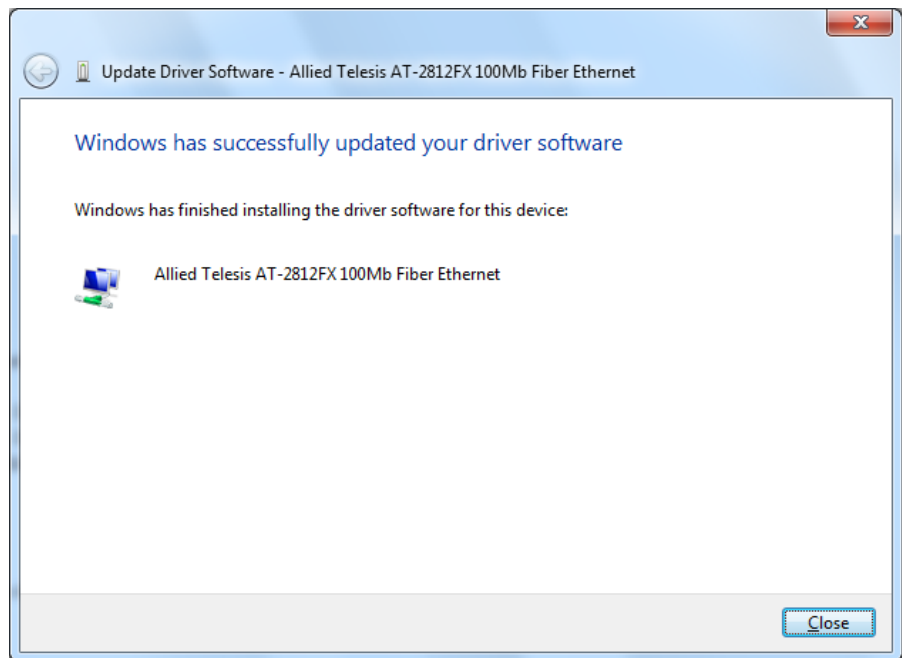 Update Driver Software - Allied Telesis AT-2812FX 100Mb Fiber Ethernet
Windows has successfully updated your driver software
Windows has finished installing the driver software for this device:
Allied Telesis AT-2812FX 100Mb Fiber Ethernet
Close